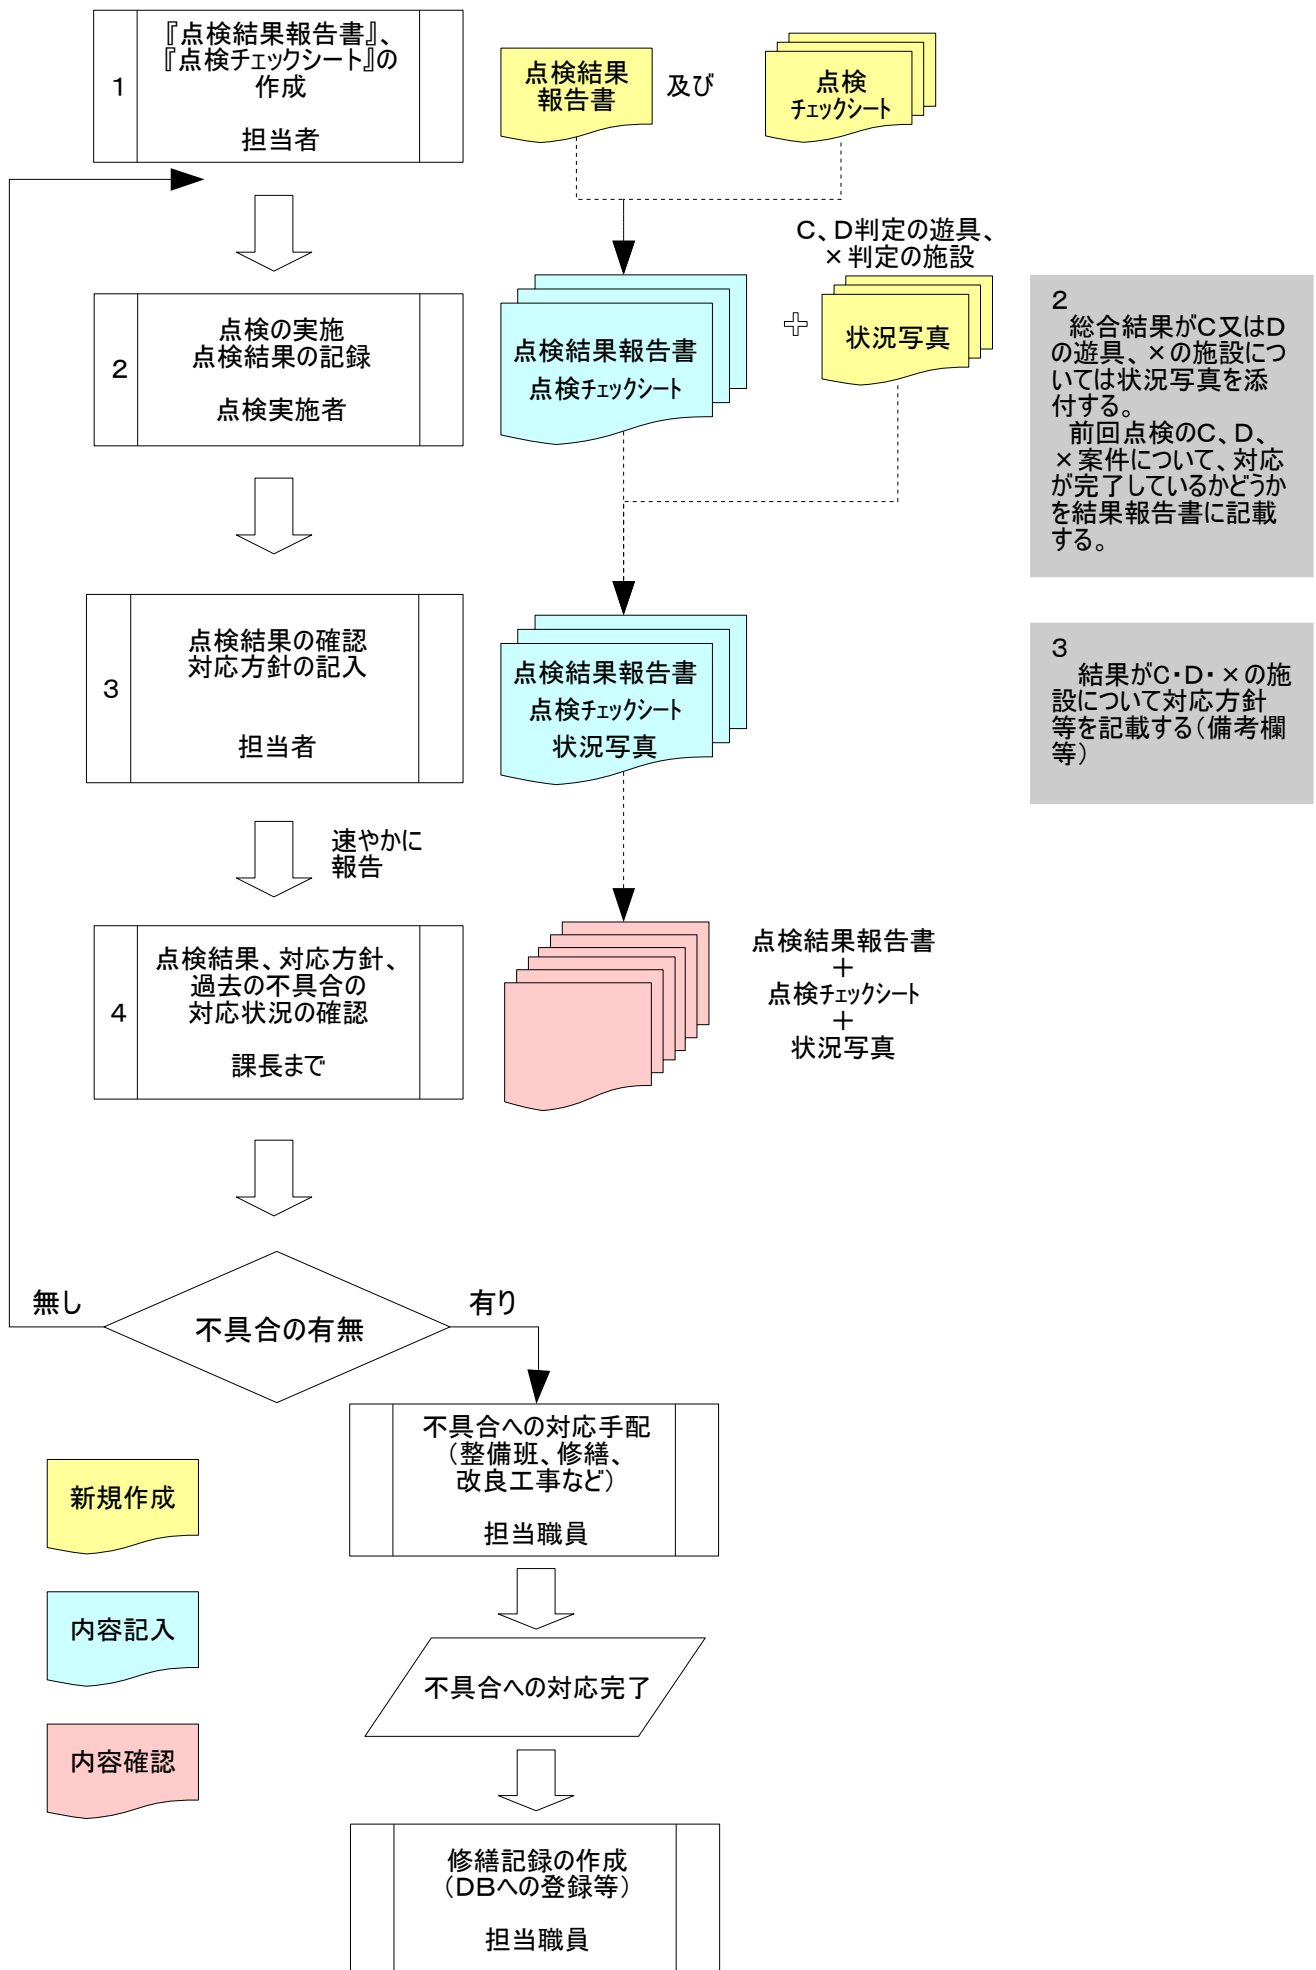 1
『点検結果報告書』、
『点検チェックシート』の
作成
担当者
点検結果
報告書
及び
点検
チェックシート
C、D判定の遊具、
×判定の施設
2
点検の実施
点検結果の記録
点検実施者
点検結果報告書
点検チェックシート
状況写真
2
総合結果がC又はD
の遊具、×の施設につ
いては状況写真を添
付する。
前回点検のC、D、
×案件について、対応
が完了しているかどうか
を結果報告書に記載
する。
3
点検結果の確認
対応方針の記入
担当者
点検結果報告書
点検チェックシート
状況写真
3
結果がC・D・×の施
設について対応方針
等を記載する（備考欄
等）
速やかに
報告
4
点検結果、対応方針、
過去の不具合の
対応状況の確認
課長まで
点検結果報告書
＋
点検チェックシート
＋
状況写真
無し
不具合の有無
有り
不具合への対応手配
（整備班、修繕、
改良工事など）
担当職員
新規作成
内容記入
不具合への対応完了
内容確認
修繕記録の作成
（DBへの登録等）
担当職員